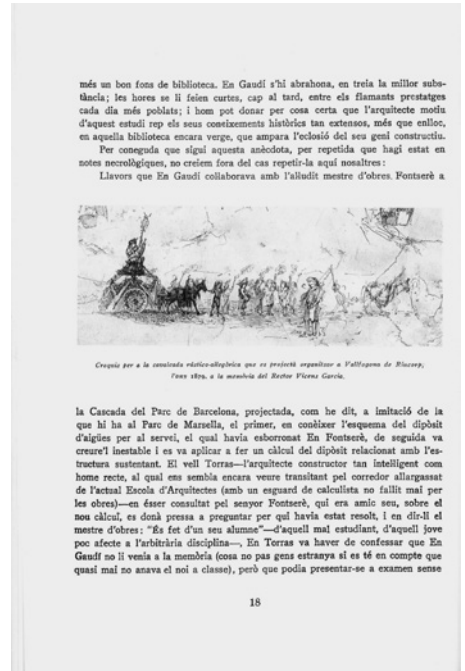 més un bon fons de biblioteca. En Gaudí s'hi abrahona, en treia la millor subs-
tància; les hores se li feien curtes, cap al tard, entre els flamants prestatges
cada dia més poblats; i hom pot donar per cosa certa que l'arquitecte motiu
d'aquest estudi rep els seus coneixements històrics tan extensos, més que enlloc,
en aquella biblioteca encara verge, que ampara l'eclosió del seu geni constructiu.
Per coneguda que sigui aquesta anècdota, per repetida que hagi estat en
notes necrològiques, no creiem fora del cas repetir-la aquí nosaltres:
Llavors que En Gaudí collaborava amb l'alludit mestre d'obres Fontserè a
Croquis per a la cavalcada rústico-allegòrica que es projectà organitzar a Vallfogona de Riucorp,
l'any 1879, a la memòria del Rector Vicens Garcia.
la Cascada del Parc de Barcelona, projectada, com he dit, a imitació de la
que hi ha al Parc de Marsella, el primer, en conèixer l'esquema del dipòsit
d'aigües per al servei, el qual havia esborronat En Fontserè, de seguida va
creure'l inestable i es va aplicar a fer un càlcul del dipòsit relacionat amb l'es-
tructura sustentant. El vell Torras—l'arquitecte constructor tan intelligent com
home recte, al qual ens sembla encara veure transitant pel corredor allargassat
de l'actual Escola d'Arquitectes (amb un esguard de calculista no fallit mai per
les obres)—en ésser consultat pel senyor Fontserè, qui era amic seu, sobre el
nou càlcul, es donà pressa a preguntar per qui havia estat resolt, i en dir-li el
mestre d'obres: "És fet d'un seu alumne"—d'aquell mal estudiant, d'aquell jove
poc afecte a l'arbitrària disciplina—, En Torras va haver de confessar que En
Gaudí no li venia a la memòria (cosa no pas gens estranya si es té en compte que
quasi mai no anava el noi a classe), però que podia presentar-se a examen sense
18